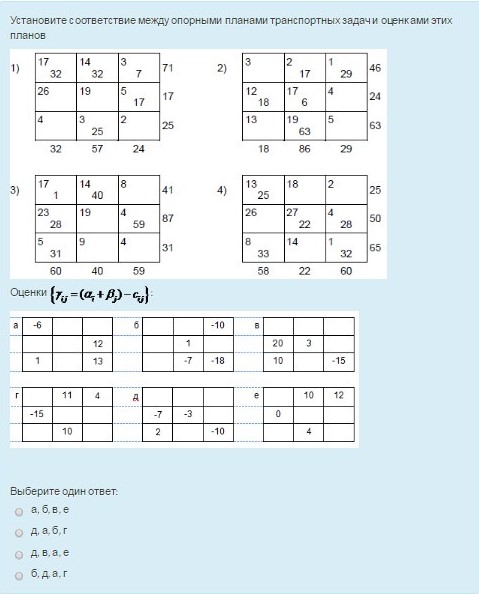 Установите соответствие между опорными планами транспортных задач и оценками этих
планов
1)
17 32 14 32 3 7 71
26 19 5 17 17
4 3 25 2 25
32 57 24
2)
3 2 17 1 29 46
12 18 17 6 4 24
13 19 63 5 63
18 86 29
3)
17 1 14 40 8 41
23 28 19 4 59 87
5 31 9 4 31
60 40 59
4)
13 25 18 2 25
26 27 22 4 28 50
8 33 14 1 32 65
58 22 60
Оценки {γij=(αi+βj)−cij}:
а -6
12
1 13
б -10
1
-7 -18
в
20 3
10 -15
г 11 4
-15
10
д
-7 -3
2 -10
е 10 12
0
4
Выберите один ответ:
а, б, в, е
д, а, б, г
д, в, а, е
б, д, а, г